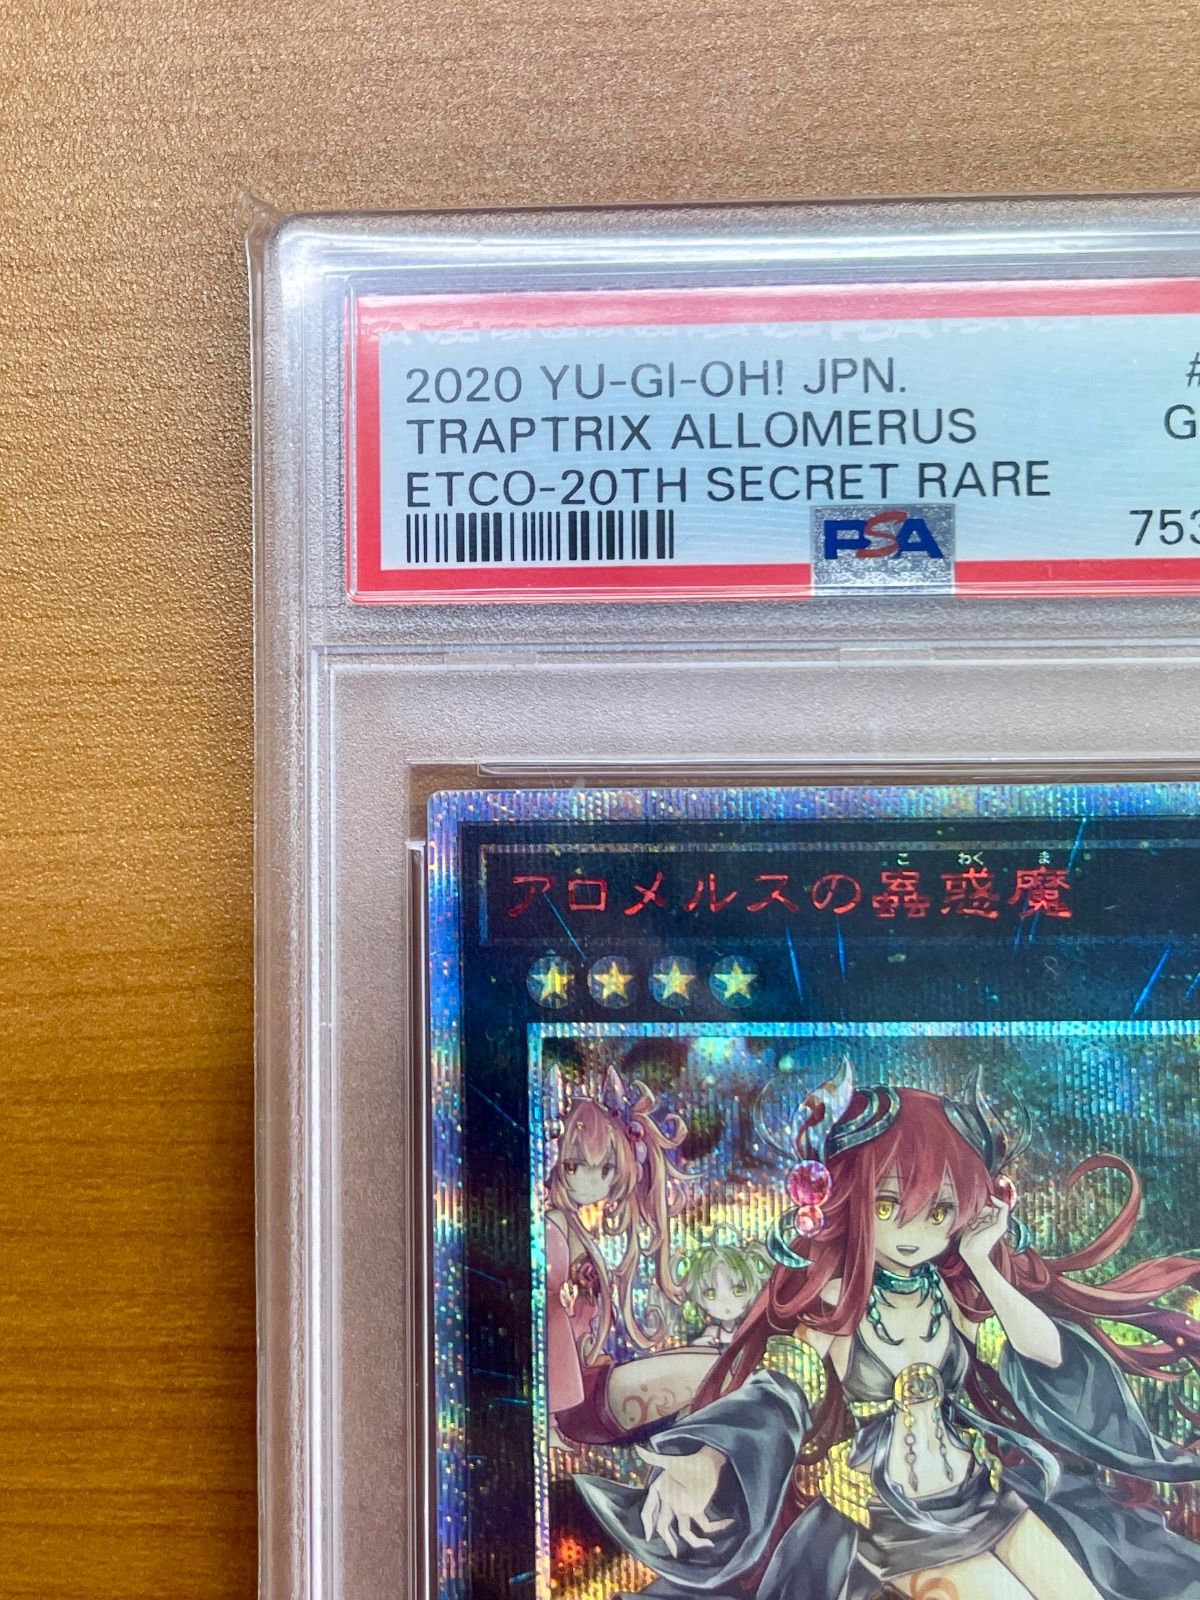 2020 YU-GI-OH! JPN. #
TRAPTRIX ALLOMERUS G
ETCO-20TH SECRET RARE
PSA 753
こ わく ま
アロメルスの蟲惑魔